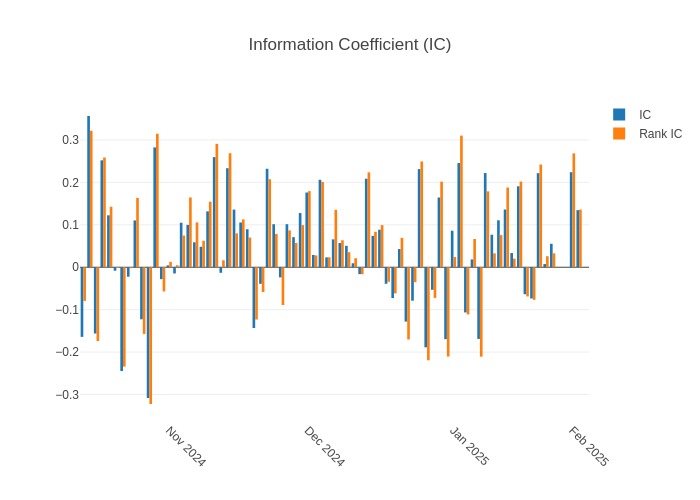 Information Coefficient (IC)
IC
Rank IC
0.3
0.2
0.1
0
−0.1
−0.2
−0.3
Nov 2024
Dec 2024
Jan 2025
Feb 2025